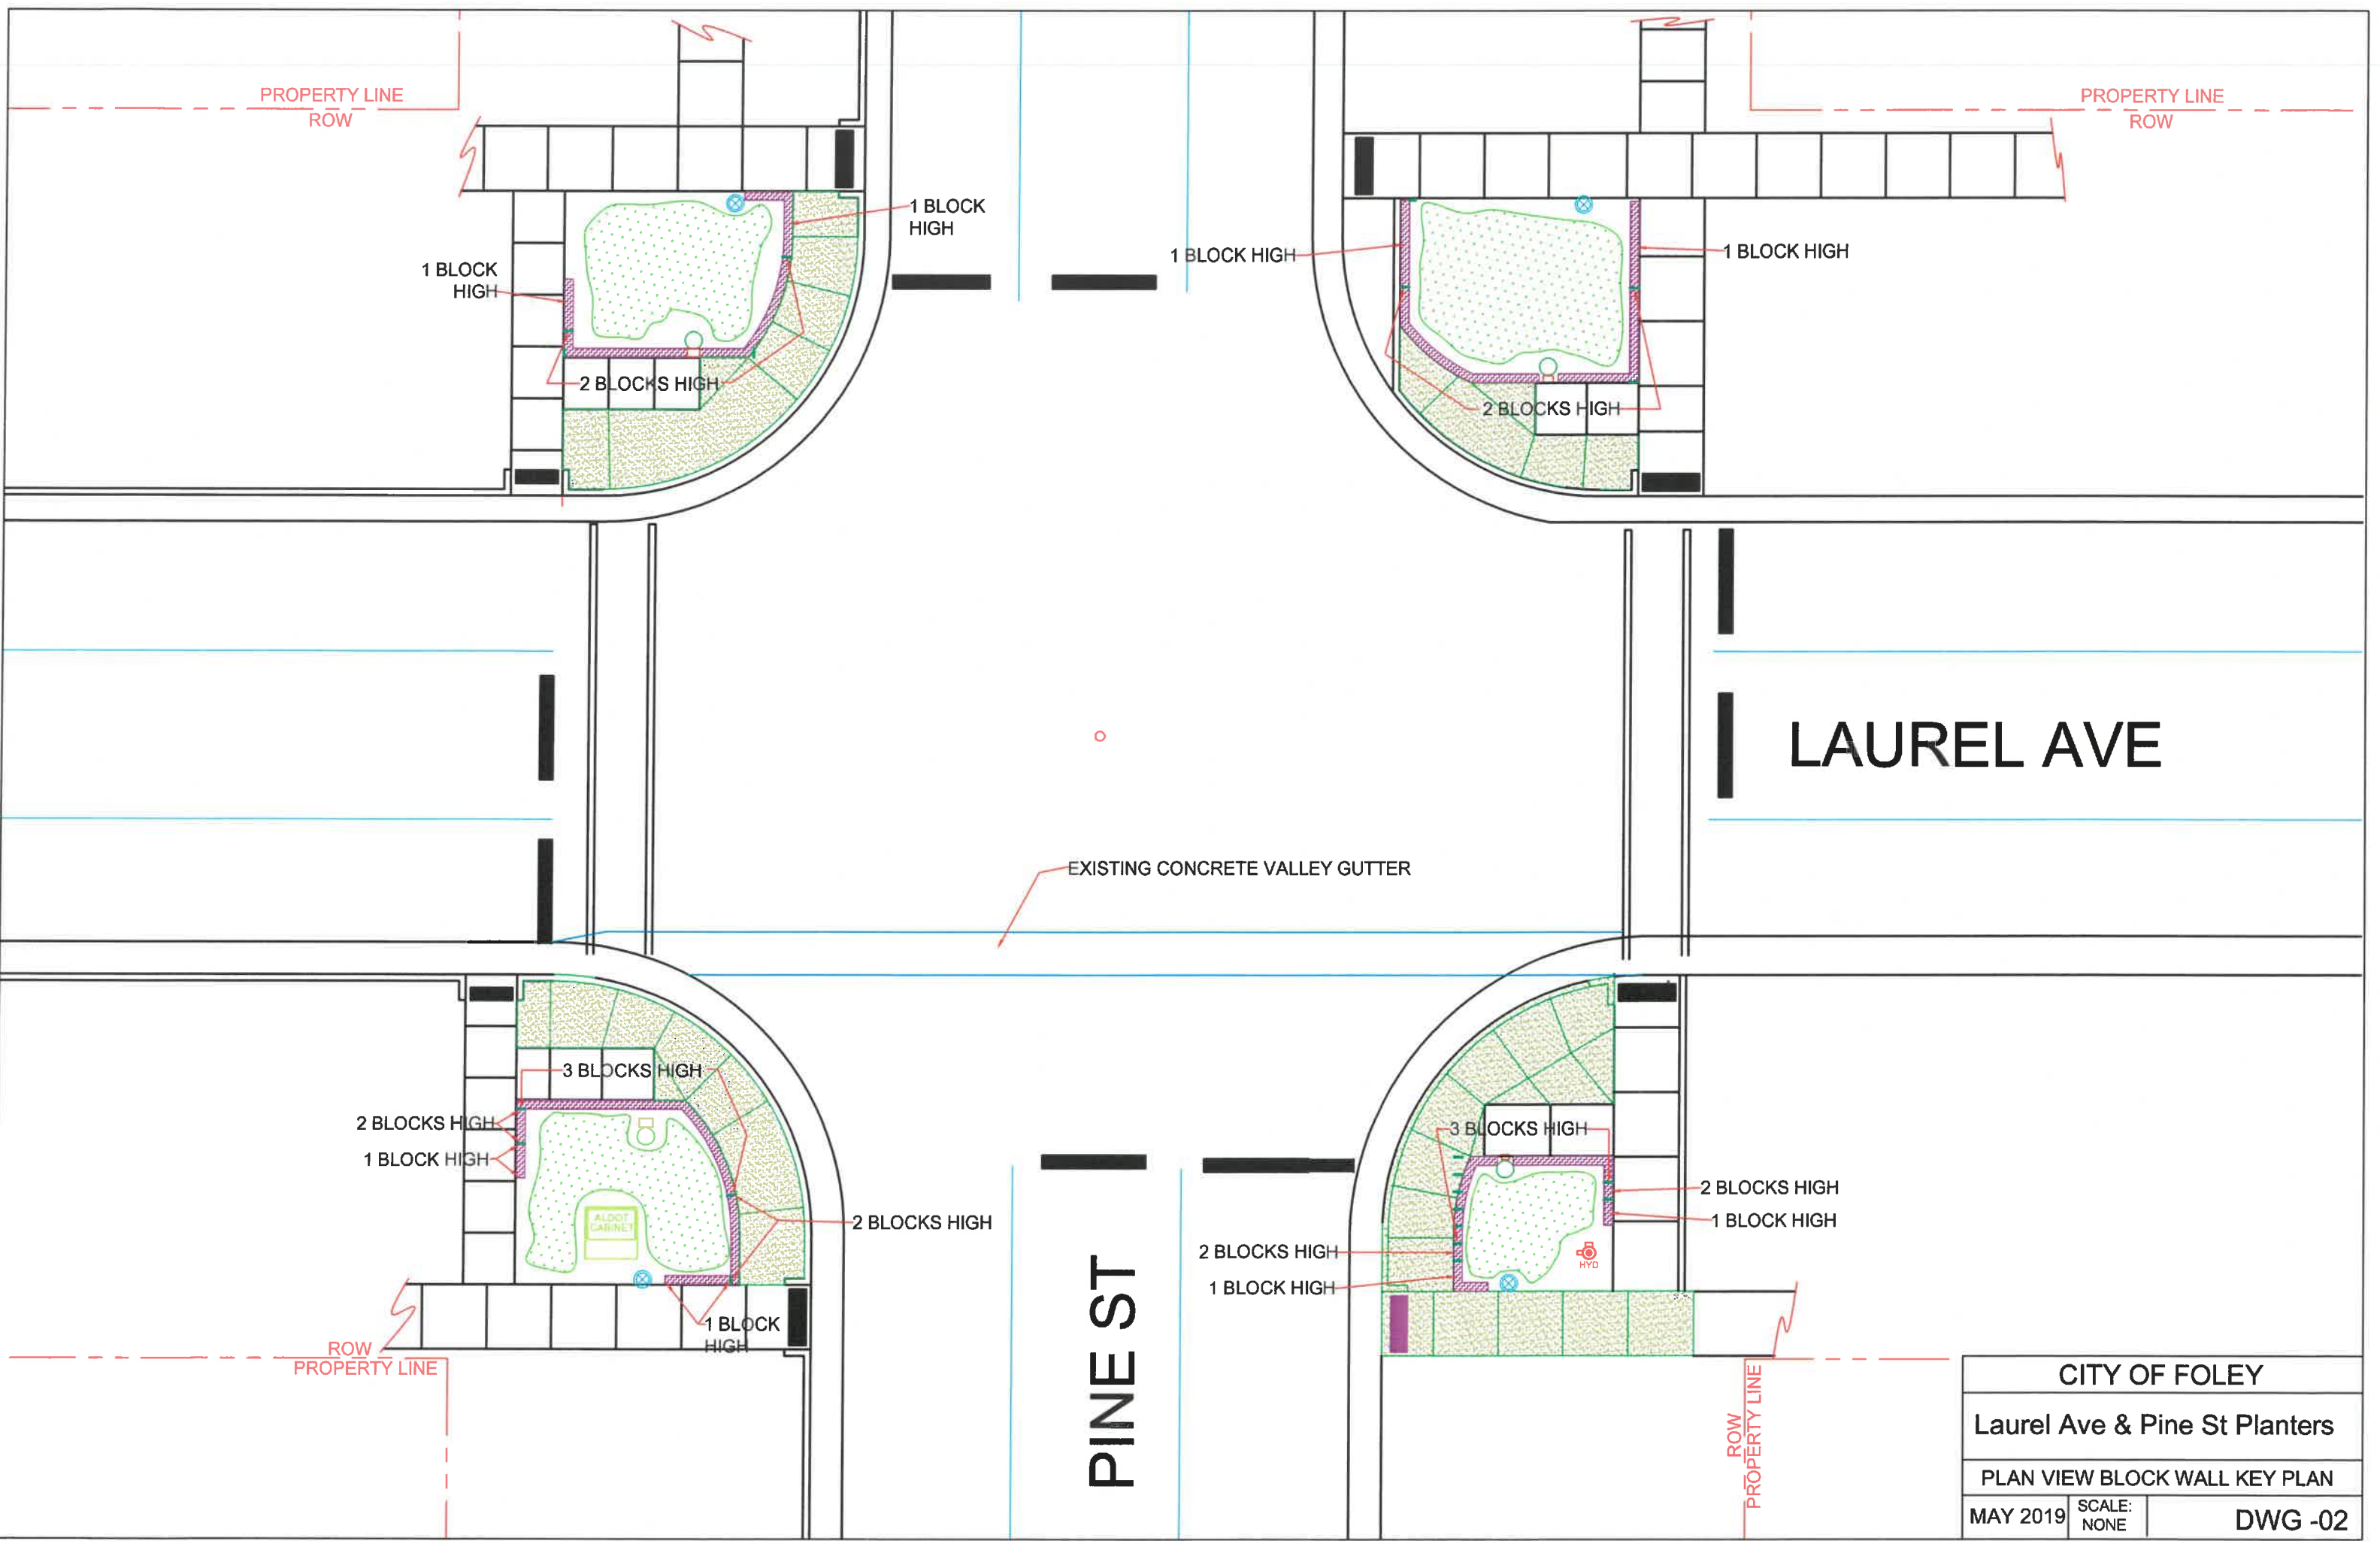 PROPERTY LINE
ROW
PROPERTY LINE
ROW
1 BLOCK
HIGH
1 BLOCK HIGH
1 BLOCK HIGH
1 BLOCK
HIGH
2 BLOCKS HIGH
2 BLOCKS HIGH
LAUREL AVE
EXISTING CONCRETE VALLEY GUTTER
3 BLOCKS HIGH
2 BLOCKS HIGH
1 BLOCK HIGH
3 BLOCKS HIGH
2 BLOCKS HIGH
1 BLOCK HIGH
ALDOT
CABINET
2 BLOCKS HIGH
2 BLOCKS HIGH
1 BLOCK HIGH
HYD
1 BLOCK
HIGH
PINE ST
ROW
PROPERTY LINE
ROW
PROPERTY LINE
CITY OF FOLEY
Laurel Ave & Pine St Planters
PLAN VIEW BLOCK WALL KEY PLAN
MAY 2019
SCALE:
NONE
DWG -02